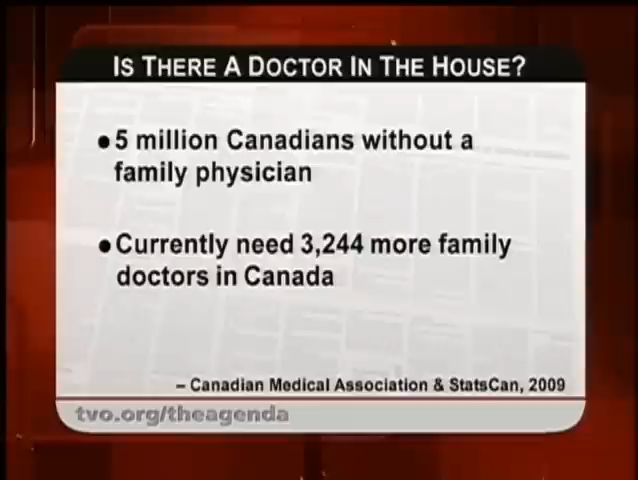 IS THERE A DOCTOR IN THE HOUSE?
●5 million Canadians without a
family physician
●Currently need 3,244 more family
doctors in Canada
– Canadian Medical Association & StatsCan, 2009
tvo.org/theagenda